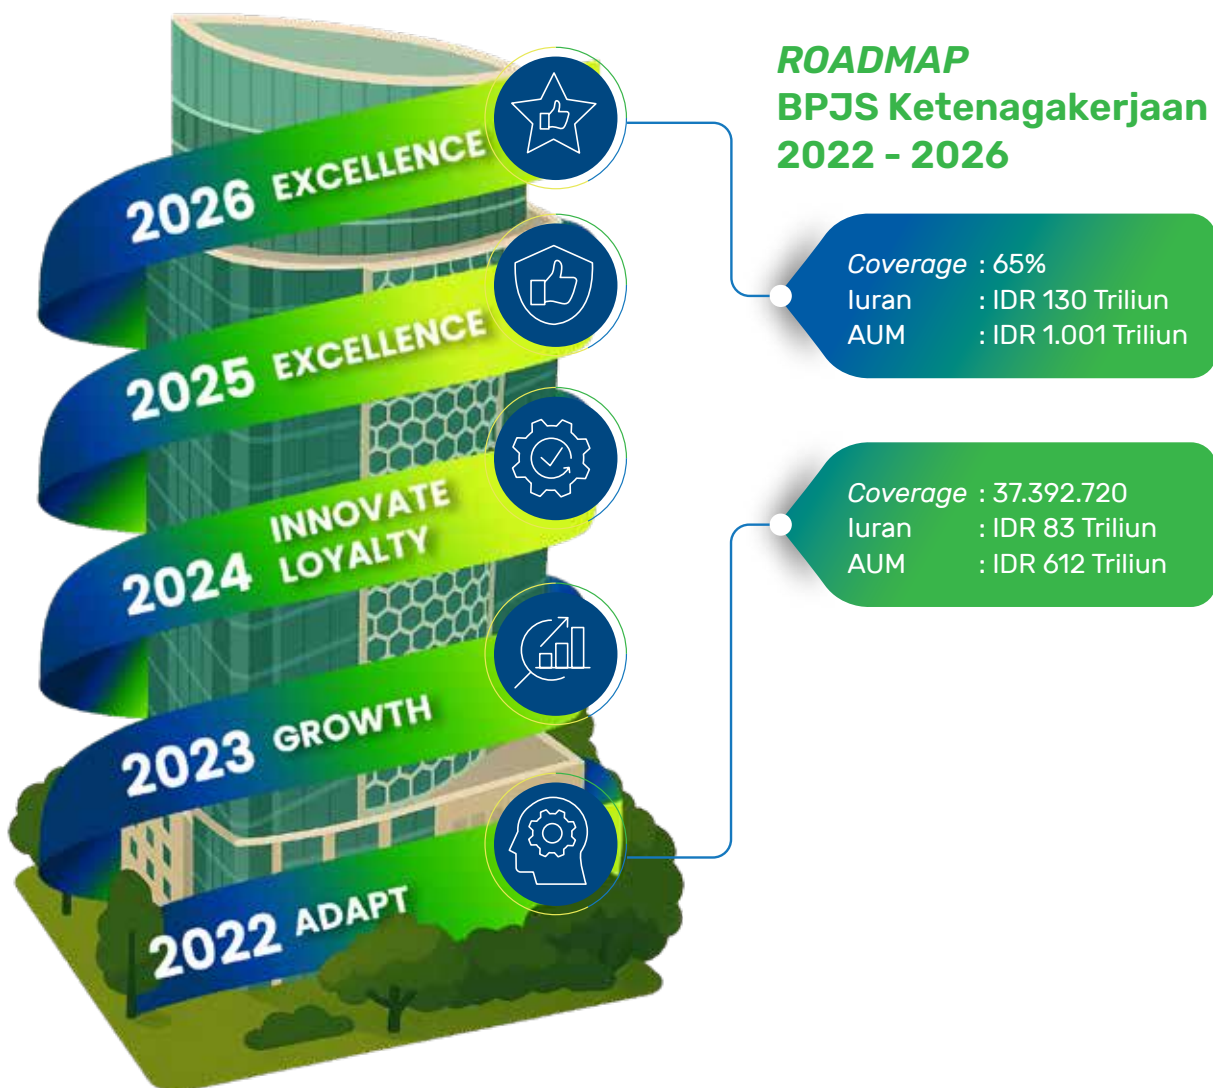 ROADMAP
BPJS Ketenagakerjaan
2022 - 2026
2026 EXCELLENCE
Coverage : 65%
Iuran : IDR 130 Triliun
AUM : IDR 1.001 Triliun
2025 EXCELLENCE
2024 INNOVATE
LOYALTY
Coverage : 37.392.720
Iuran : IDR 83 Triliun
AUM : IDR 612 Triliun
2023 GROWTH
2022 ADAPT